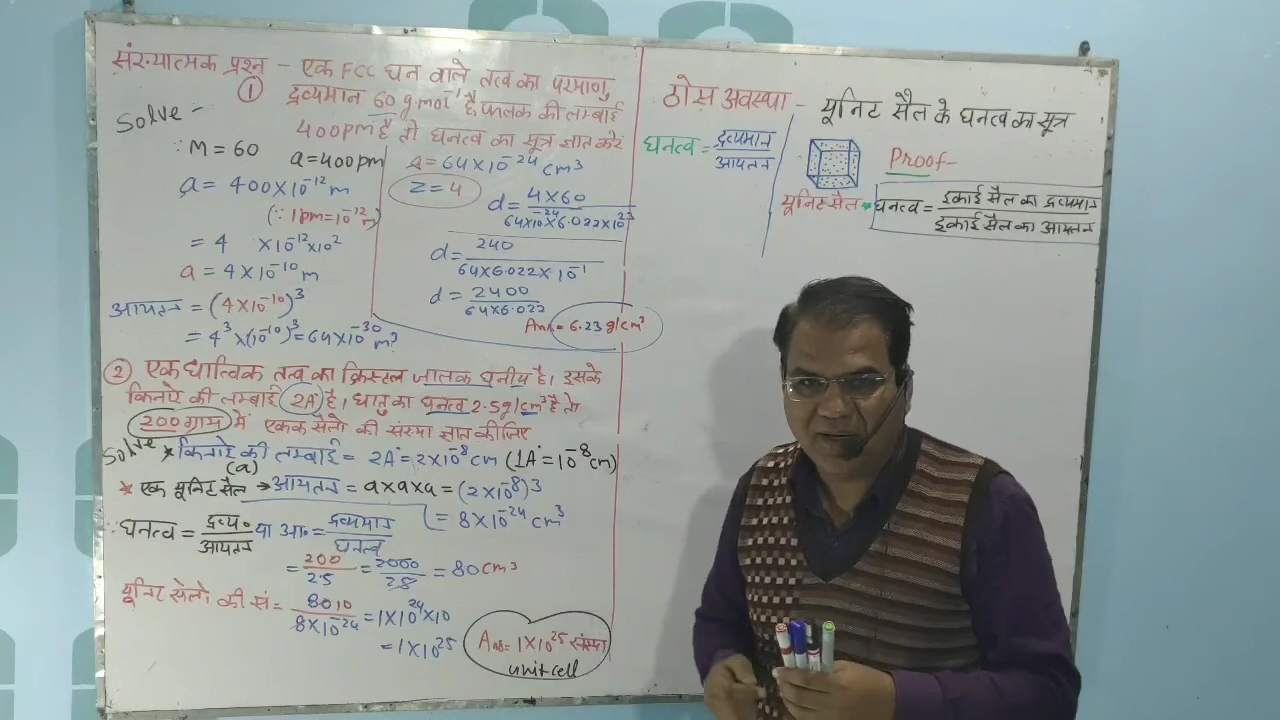 संख्यात्मक प्रश्न – एक FCC घन वाले तत्व का परमाणु
① द्रव्यमान 60 g.mol⁻¹ है, फलक की लम्बाई
400pm है तो घनत्व का सूत्र ज्ञात करें
Solve :-
∵ M = 60 a=400pm
a = 400×10⁻¹² m
(∵ 1pm=10⁻¹² m)
= 4 ×10⁻¹²×10²
a = 4×10⁻¹⁰ m
आयतन = (4×10⁻¹⁰)³
= 4³×(10⁻¹⁰)³=64×10⁻³⁰ m³
a=64×10⁻²⁴ cm³
Z=4
d= 4×60
64×10⁻²⁴×6.022×10²³
d= 240
64×6.022×10⁻¹
d= 2400
64×6.022
Ans= 6.23 g/cm³
② एक धात्विक तत्व का क्रिस्टल जालक घनीय है। इसके
किनारे की लम्बाई 2A° है। धातु का घनत्व 2.5g/cm³ है तो
200 ग्राम में एकक सैलो की संख्या ज्ञात कीजिए
Solve * किनारे की लम्बाई = 2A°=2×10⁻⁸ cm (1A°=10⁻⁸ cm)
(a)
* एक यूनिट सैल → आयतन = a×a×a = (2×10⁻⁸)³
= 8×10⁻²⁴ cm³
∵ घनत्व = द्रव्य० या आ० = द्रव्यमान
आयतन घनत्व
= 200 = 2000 = 80 cm³
2.5 25
यूनिट सेलो की सं = 80 10 = 1×10²⁴×10
8×10⁻²⁴
= 1×10²⁵
Ans= 1×10²⁵ संख्या
unit cell
ठोस अवस्था – यूनिट सैल के घनत्व का सूत्र
घनत्व = द्रव्यमान
आयतन
Proof-
यूनिट सैल घनत्व = इकाई सैल का द्रव्यमान
इकाई सैल का आयतन